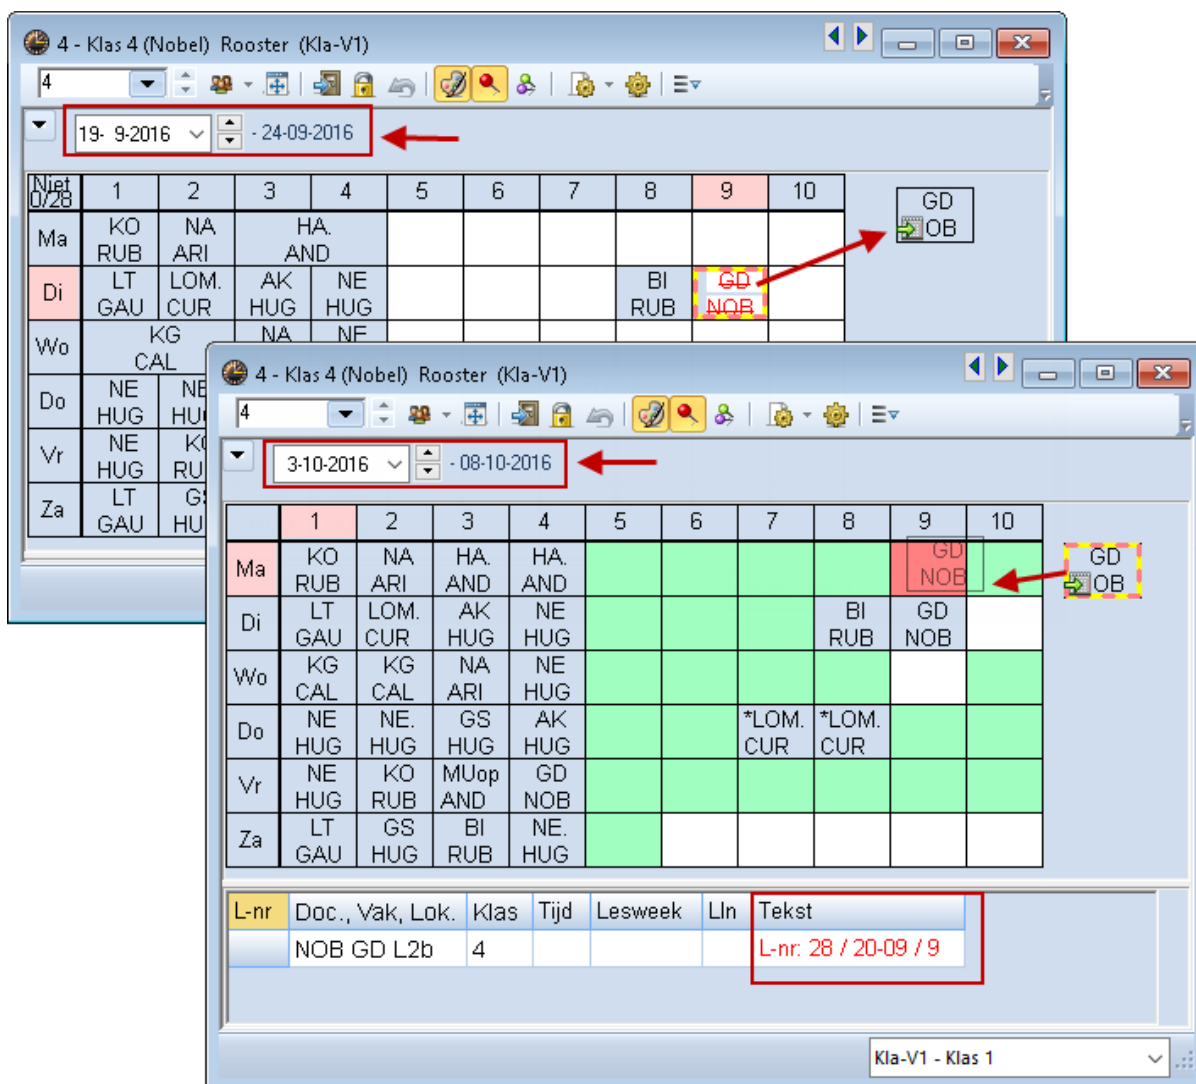 4 - Klas 4 (Nobel) Rooster (Kla-V1)
4
19- 9-2016 - 24-09-2016
Niet 0/28 1 2 3 4 5 6 7 8 9 10
Ma KO NA HA.
RUB ARI AND
Di LT LOM. AK NE BI GD
GAU CUR HUG HUG RUB NOB
Wo KG NA NE
CAL
Do NE
HUG
Vr NE
HUG
Za LT
GAU
GD
OB
4 - Klas 4 (Nobel) Rooster (Kla-V1)
4
3-10-2016 - 08-10-2016
1 2 3 4 5 6 7 8 9 10
Ma KO NA HA. HA. GD
RUB ARI AND AND NOB
Di LT LOM. AK NE BI GD
GAU CUR HUG HUG RUB NOB
Wo KG KG NA NE
CAL CAL ARI HUG
Do NE NE. GS AK *LOM. *LOM.
HUG HUG HUG HUG CUR CUR
Vr NE KO MUop GD
HUG RUB AND NOB
Za LT GS BI NE.
GAU HUG RUB HUG
GD
OB
L-nr Doc., Vak, Lok. Klas Tijd Lesweek Lln Tekst
NOB GD L2b 4 L-nr: 28 / 20-09 / 9
Kla-V1 - Klas 1